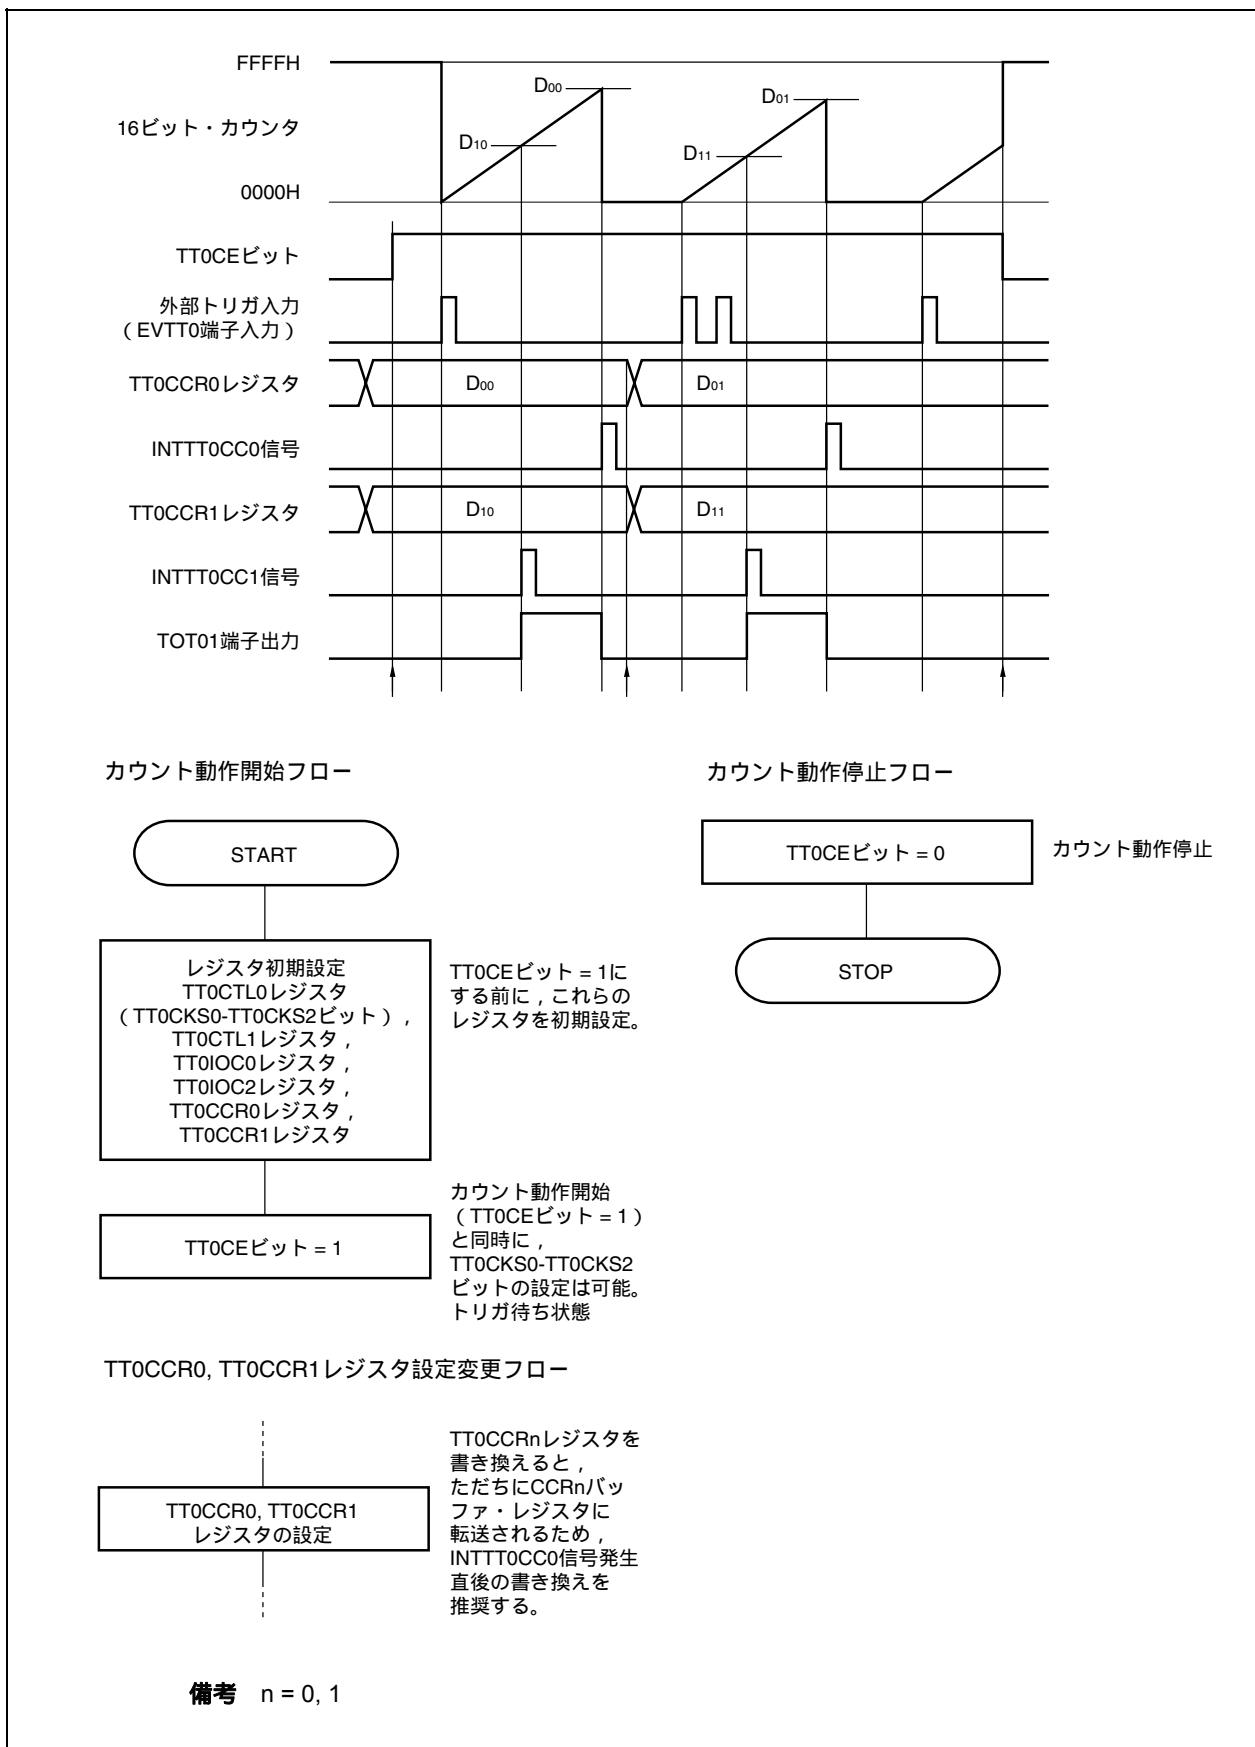 FFFFH
16ビット・カウンタ
0000H
D00
D10
D01
D11
TT0CEビット
外部トリガ入力
（EVTT0端子入力）
TT0CCR0レジスタ
D00
D01
INTTT0CC0信号
TT0CCR1レジスタ
D10
D11
INTTT0CC1信号
TOT01端子出力
カウント動作開始フロー
START
レジスタ初期設定
TT0CTL0レジスタ
（TT0CKS0-TT0CKS2ビット），
TT0CTL1レジスタ，
TT0IOC0レジスタ，
TT0IOC2レジスタ，
TT0CCR0レジスタ，
TT0CCR1レジスタ
TT0CEビット = 1に
する前に，これらの
レジスタを初期設定。
TT0CEビット = 1
カウント動作開始
（TT0CEビット = 1）
と同時に，
TT0CKS0-TT0CKS2
ビットの設定は可能。
トリガ待ち状態
カウント動作停止フロー
TT0CEビット = 0
カウント動作停止
STOP
TT0CCR0, TT0CCR1レジスタ設定変更フロー
TT0CCR0, TT0CCR1
レジスタの設定
TT0CCRnレジスタを
書き換えると，
ただちにCCRnバッ
ファ・レジスタに
転送されるため，
INTTT0CC0信号発生
直後の書き換えを
推奨する。
備考 n = 0, 1